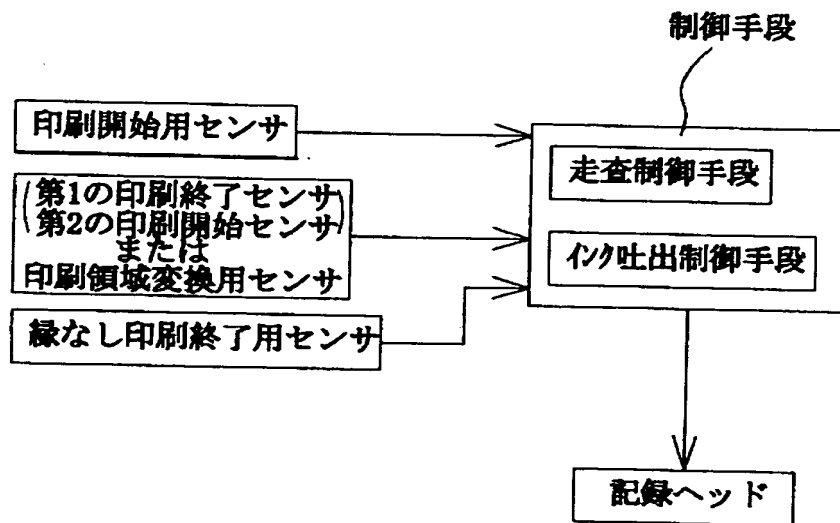 制御手段
印刷開始用センサ
走査制御手段
(第1の印刷終了センサ
第2の印刷開始センサ)
または
印刷領域変換用センサ
インク吐出制御手段
縁なし印刷終了用センサ
記録ヘッド